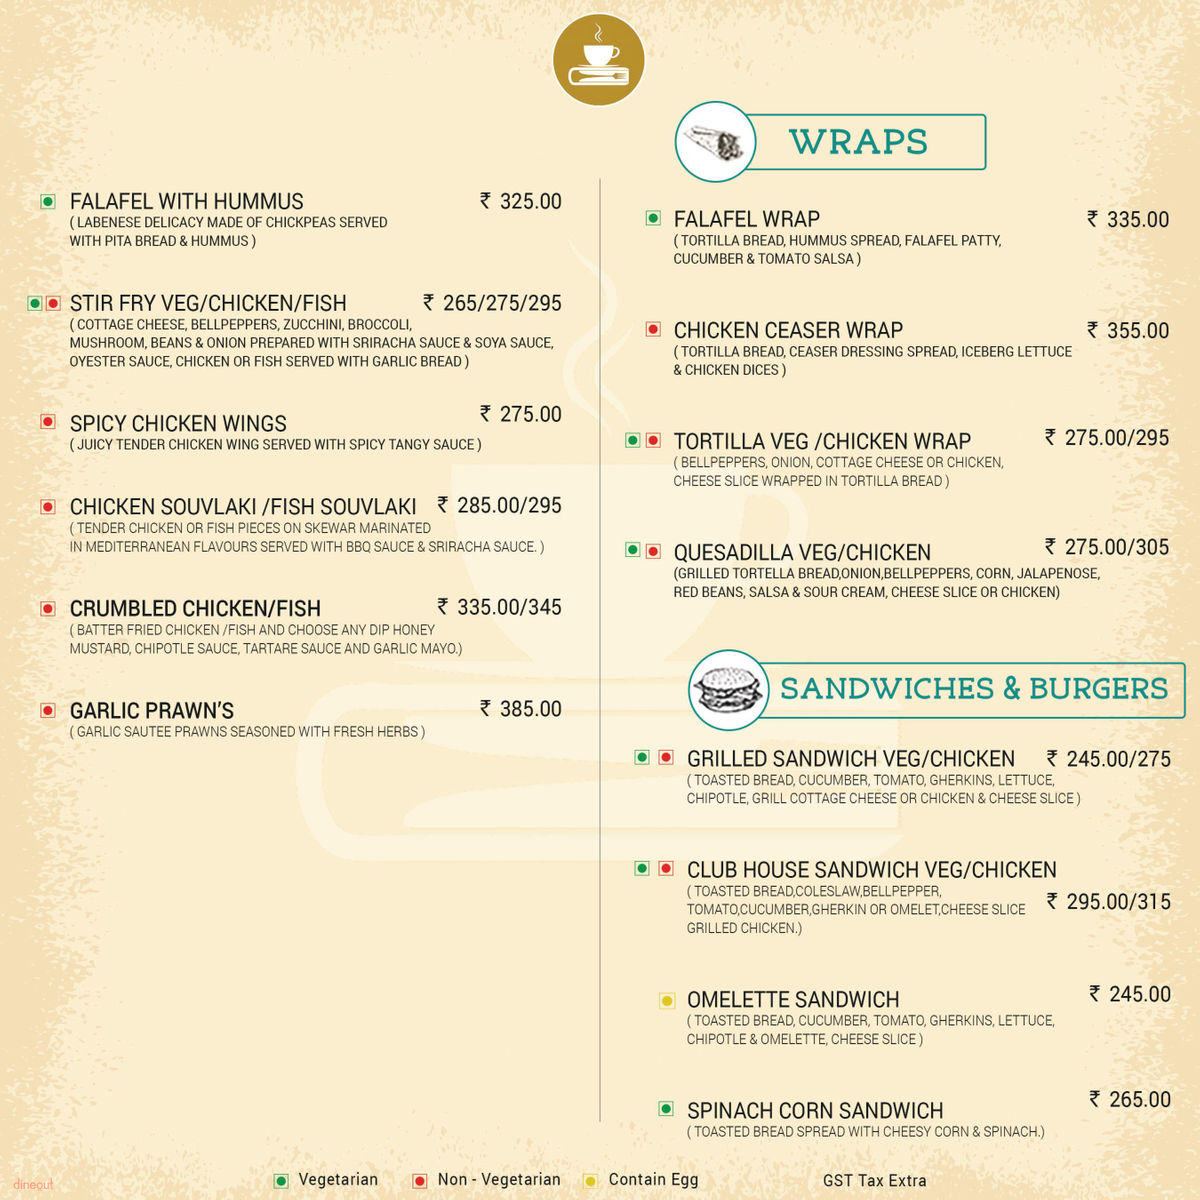 FALAFEL WITH HUMMUS ₹ 325.00
( LABENESE DELICACY MADE OF CHICKPEAS SERVED
WITH PITA BREAD & HUMMUS )
STIR FRY VEG/CHICKEN/FISH ₹ 265/275/295
( COTTAGE CHEESE, BELLPEPPERS, ZUCCHINI, BROCCOLI,
MUSHROOM, BEANS & ONION PREPARED WITH SRIRACHA SAUCE & SOYA SAUCE,
OYESTER SAUCE, CHICKEN OR FISH SERVED WITH GARLIC BREAD )
SPICY CHICKEN WINGS ₹ 275.00
( JUICY TENDER CHICKEN WING SERVED WITH SPICY TANGY SAUCE )
CHICKEN SOUVLAKI /FISH SOUVLAKI ₹ 285.00/295
( TENDER CHICKEN OR FISH PIECES ON SKEWAR MARINATED
IN MEDITERRANEAN FLAVOURS SERVED WITH BBQ SAUCE & SRIRACHA SAUCE. )
CRUMBLED CHICKEN/FISH ₹ 335.00/345
( BATTER FRIED CHICKEN /FISH AND CHOOSE ANY DIP HONEY
MUSTARD, CHIPOTLE SAUCE, TARTARE SAUCE AND GARLIC MAYO.)
GARLIC PRAWN'S ₹ 385.00
( GARLIC SAUTEE PRAWNS SEASONED WITH FRESH HERBS )
WRAPS
FALAFEL WRAP ₹ 335.00
( TORTILLA BREAD, HUMMUS SPREAD, FALAFEL PATTY,
CUCUMBER & TOMATO SALSA )
CHICKEN CEASER WRAP ₹ 355.00
( TORTILLA BREAD, CEASER DRESSING SPREAD, ICEBERG LETTUCE
& CHICKEN DICES )
TORTILLA VEG /CHICKEN WRAP ₹ 275.00/295
( BELLPEPPERS, ONION, COTTAGE CHEESE OR CHICKEN,
CHEESE SLICE WRAPPED IN TORTILLA BREAD )
QUESADILLA VEG/CHICKEN ₹ 275.00/305
(GRILLED TORTELLA BREAD,ONION,BELLPEPPERS, CORN, JALAPENOSE,
RED BEANS, SALSA & SOUR CREAM, CHEESE SLICE OR CHICKEN)
SANDWICHES & BURGERS
GRILLED SANDWICH VEG/CHICKEN ₹ 245.00/275
( TOASTED BREAD, CUCUMBER, TOMATO, GHERKINS, LETTUCE,
CHIPOTLE, GRILL COTTAGE CHEESE OR CHICKEN & CHEESE SLICE )
CLUB HOUSE SANDWICH VEG/CHICKEN
( TOASTED BREAD,COLESLAW,BELLPEPPER,
TOMATO,CUCUMBER,GHERKIN OR OMELET,CHEESE SLICE ₹ 295.00/315
GRILLED CHICKEN.)
OMELETTE SANDWICH ₹ 245.00
( TOASTED BREAD, CUCUMBER, TOMATO, GHERKINS, LETTUCE,
CHIPOTLE & OMELETTE, CHEESE SLICE )
SPINACH CORN SANDWICH ₹ 265.00
( TOASTED BREAD SPREAD WITH CHEESY CORN & SPINACH.)
Vegetarian Non - Vegetarian Contain Egg GST Tax Extra
dineout